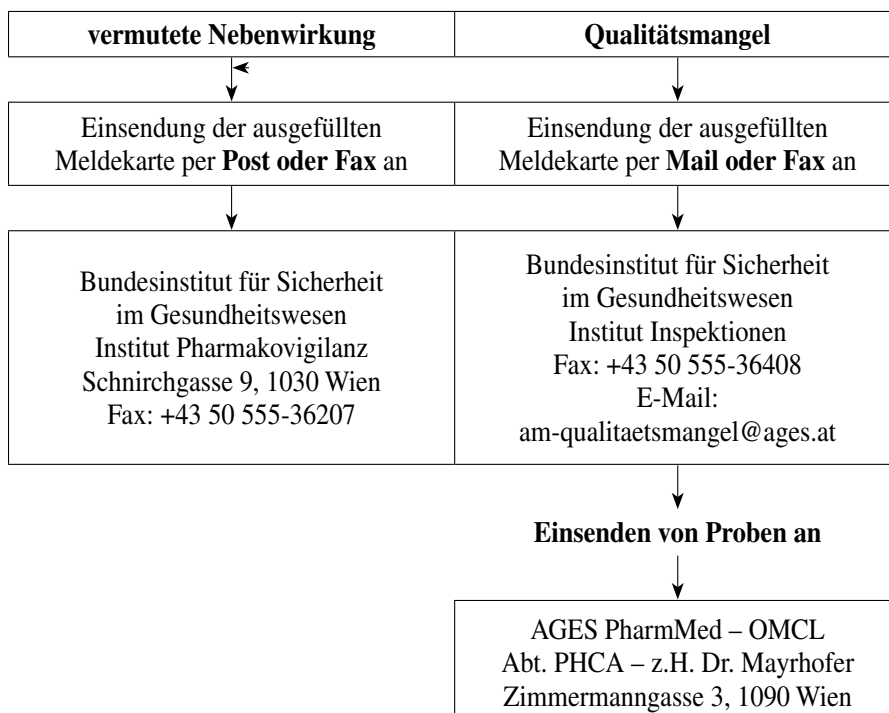 vermutete Nebenwirkung
Qualitätsmangel
Einsendung der ausgefüllten
Meldekarte per Post oder Fax an
Einsendung der ausgefüllten
Meldekarte per Mail oder Fax an
Bundesinstitut für Sicherheit
im Gesundheitswesen
Institut Pharmakovigilanz
Schnirchgasse 9, 1030 Wien
Fax: +43 50 555-36207
Bundesinstitut für Sicherheit
im Gesundheitswesen
Institut Inspektionen
Fax: +43 50 555-36408
E-Mail:
am-qualitaetsmangel@ages.at
Einsenden von Proben an
AGES PharmMed – OMCL
Abt. PHCA – z.H. Dr. Mayrhofer
Zimmermanngasse 3, 1090 Wien